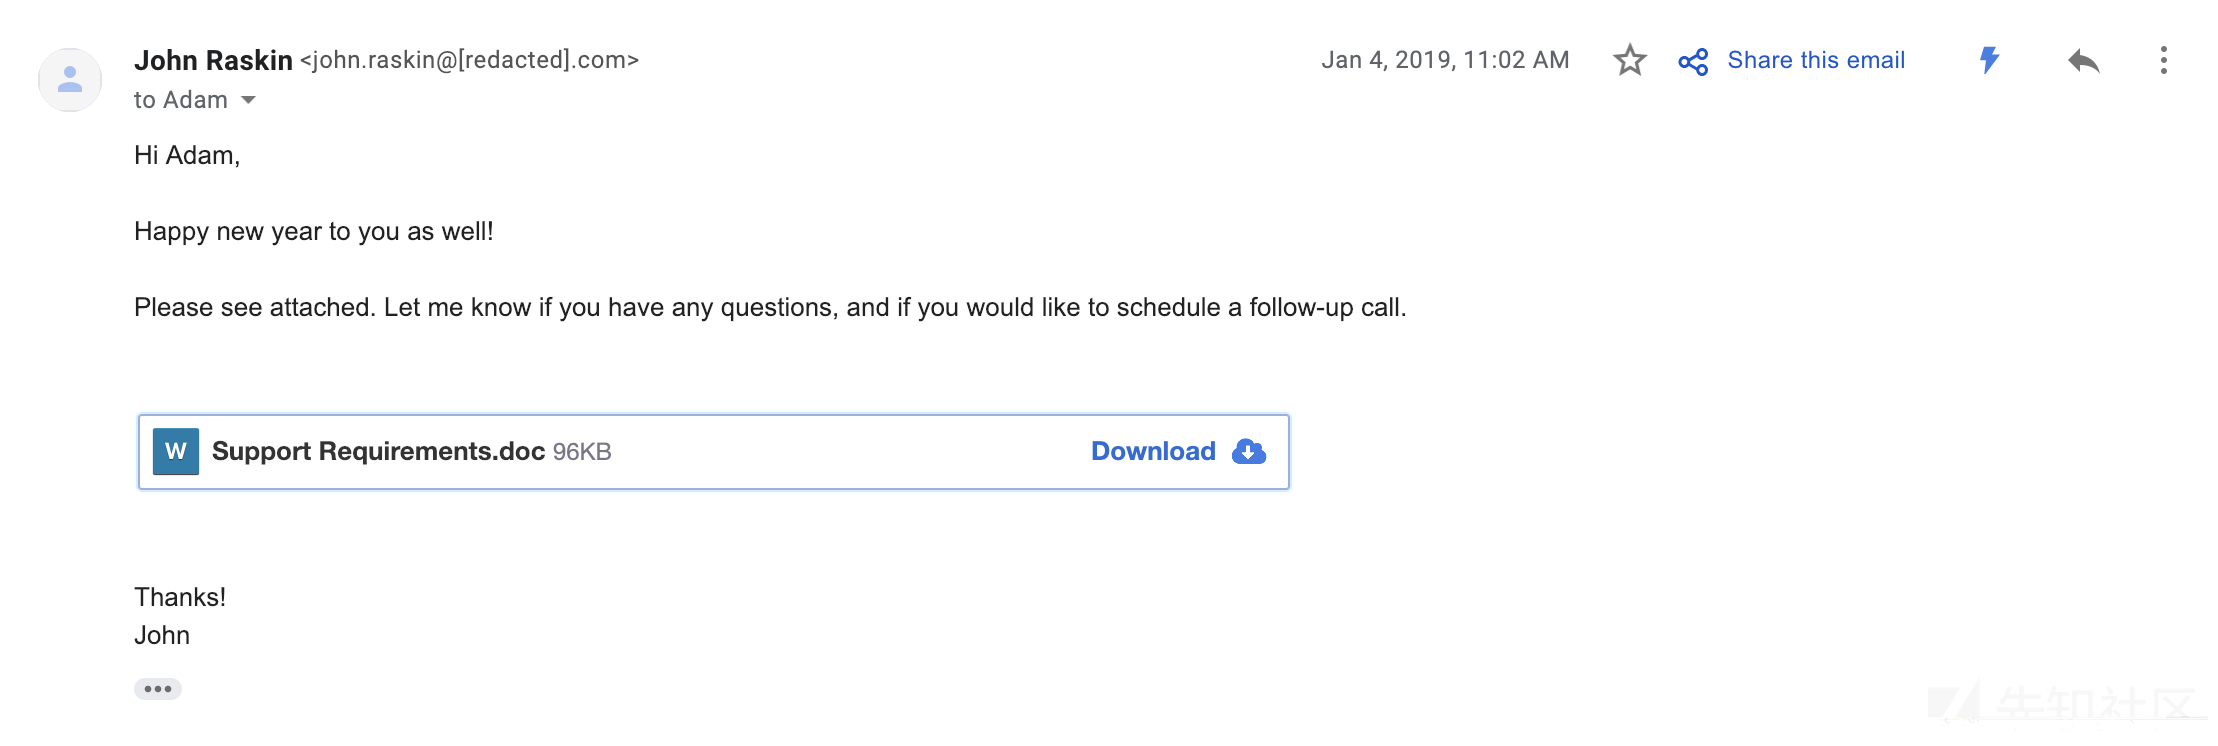 John Raskin <john.raskin@[redacted].com> Jan 4, 2019, 11:02 AM Share this email
to Adam
Hi Adam,
Happy new year to you as well!
Please see attached. Let me know if you have any questions, and if you would like to schedule a follow-up call.
W Support Requirements.doc 96KB Download
Thanks!
John
先知社区